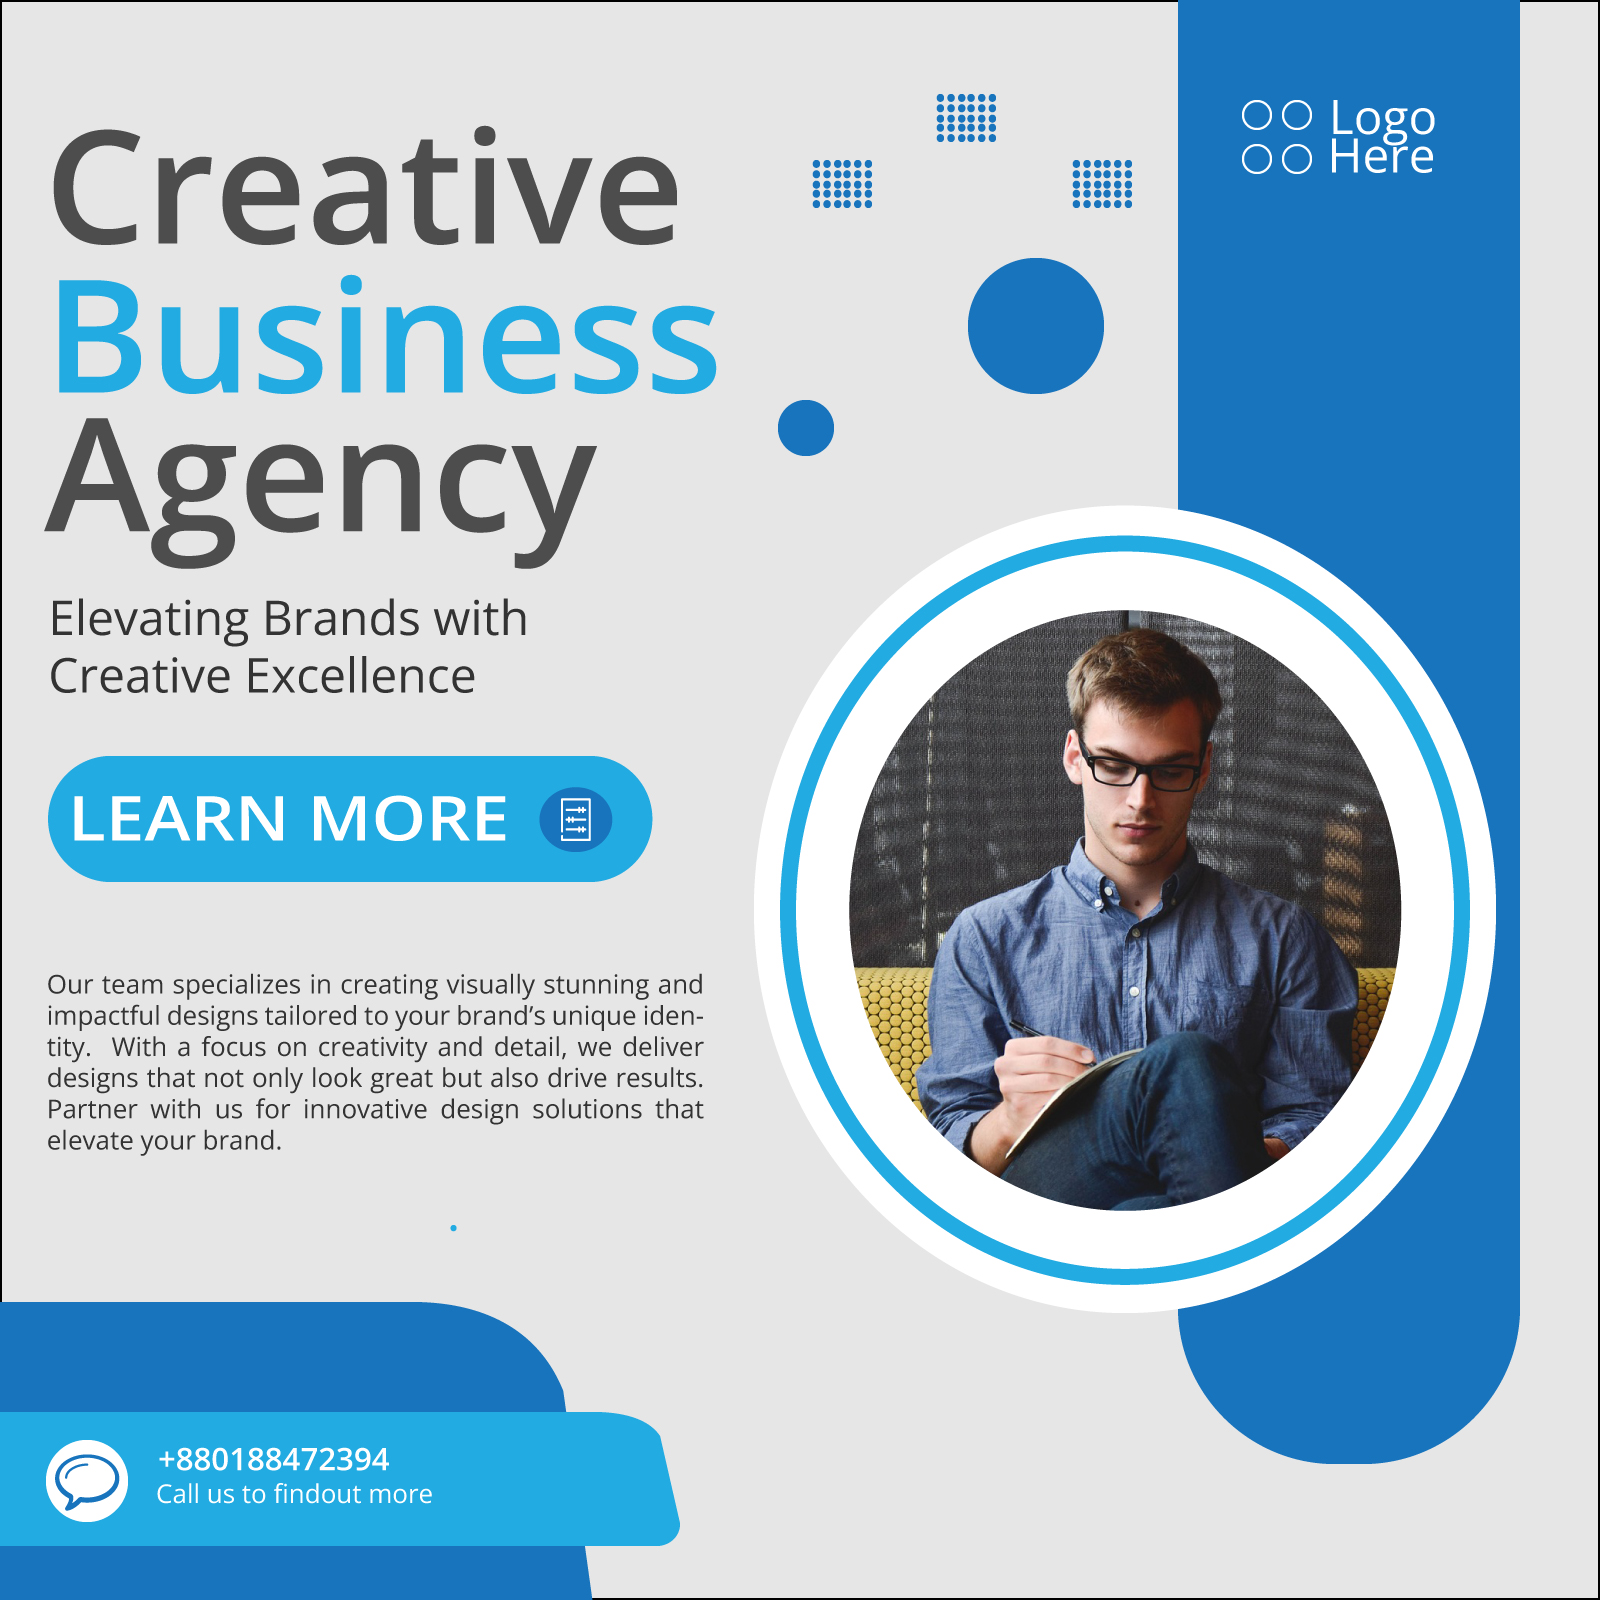 Creative
Business
Agency
Elevating Brands with
Creative Excellence
LEARN MORE
Our team specializes in creating visually stunning and
impactful designs tailored to your brand’s unique iden-
tity.  With a focus on creativity and detail, we deliver
designs that not only look great but also drive results.
Partner with us for innovative design solutions that
elevate your brand.
+880188472394
Call us to findout more
Logo
Here